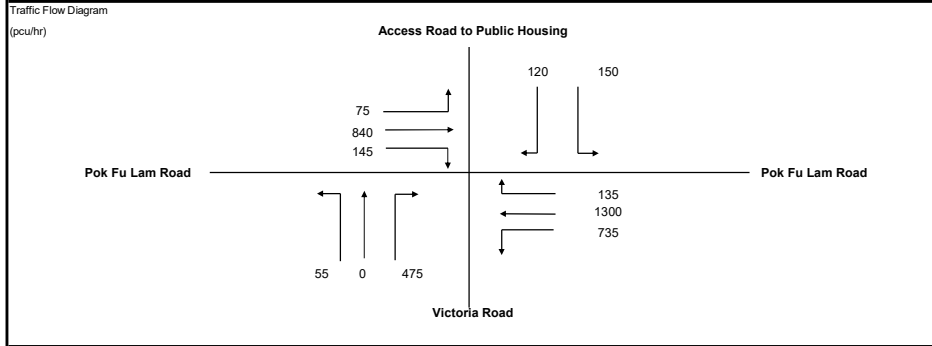 Traffic Flow Diagram
(pcu/hr)
Access Road to Public Housing
120 150
75
840
145
Pok Fu Lam Road
Pok Fu Lam Road
135
1300
735
55 0 475
Victoria Road